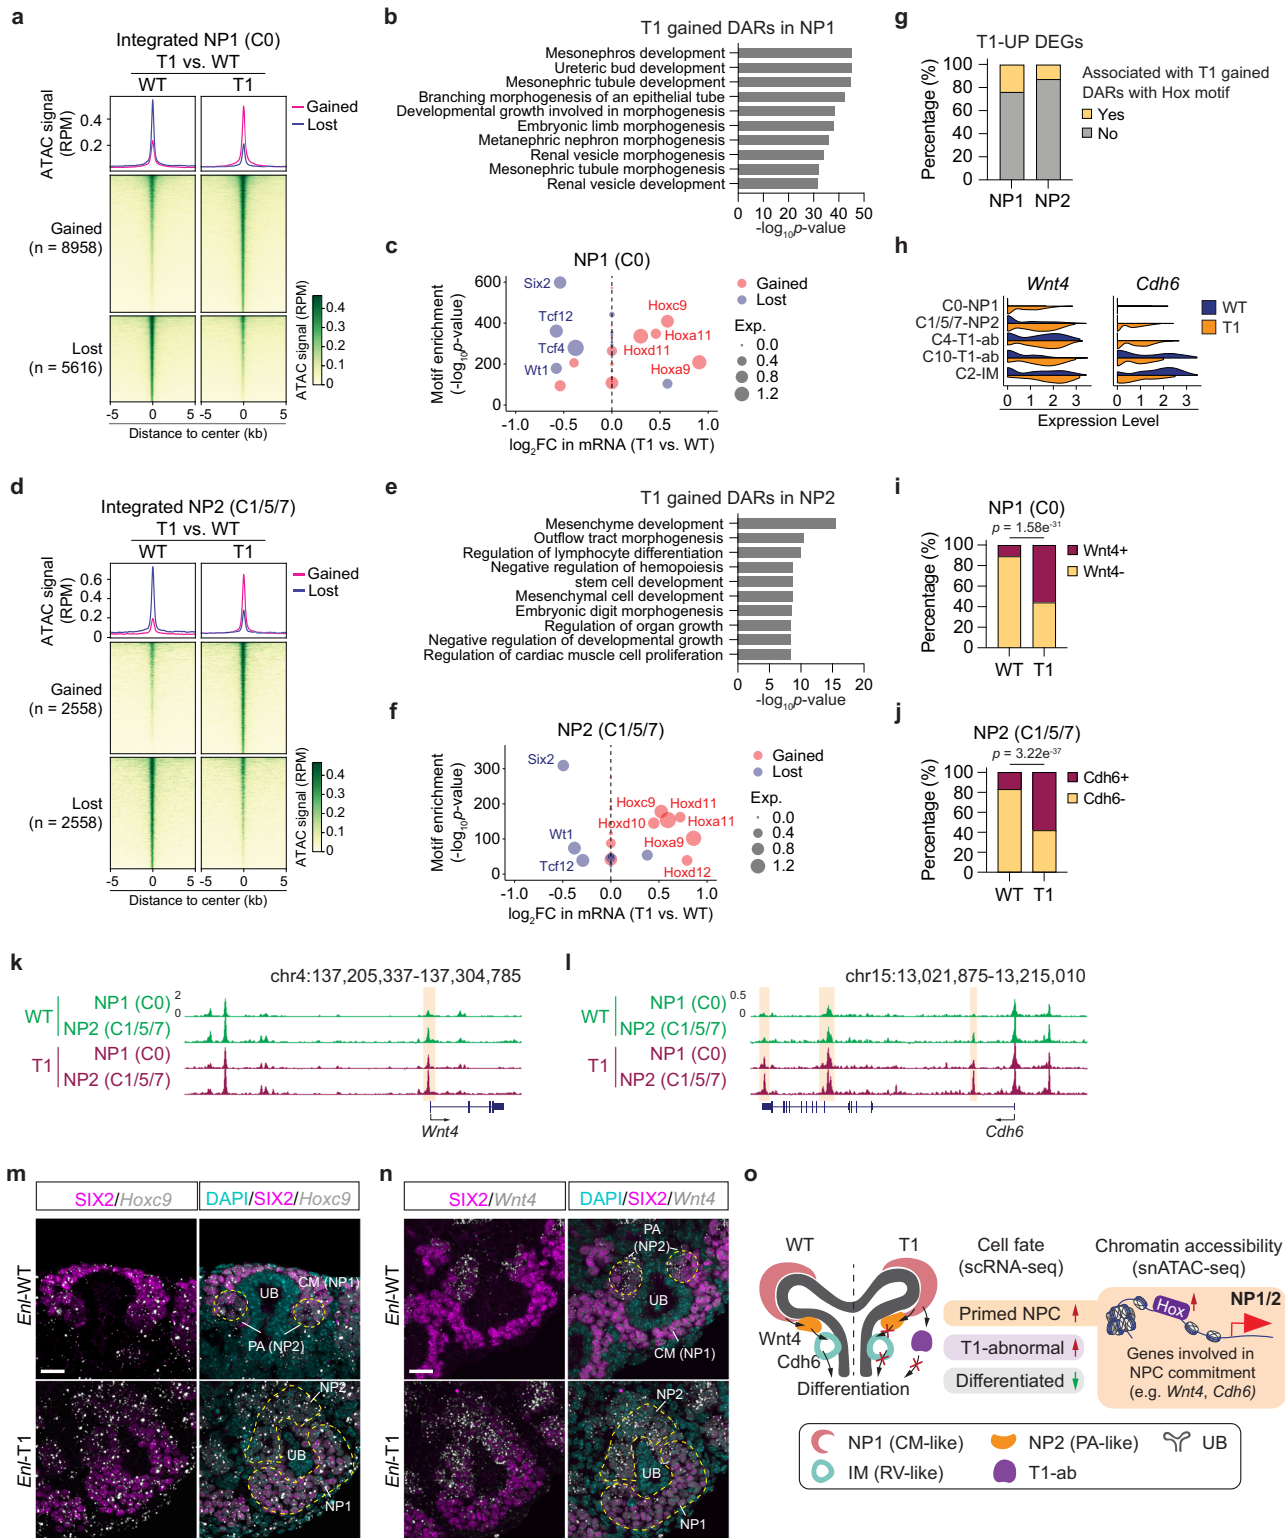 a
Integrated NP1 (C0)
T1 vs. WT
WT
T1
ATAC signal
(RPM)
0.4
0.2
Gained
Lost
Gained
(n = 8958)
Lost
(n = 5616)
ATAC signal (RPM)
0.4
0.3
0.2
0.1
0
-5
0
5
-5
0
5
Distance to center (kb)
b
T1 gained DARs in NP1
Mesonephros development
Ureteric bud development
Mesonephric tubule development
Branching morphogenesis of an epithelial tube
Developmental growth involved in morphogenesis
Embryonic limb morphogenesis
Metanephric nephron morphogenesis
Renal vesicle morphogenesis
Mesonephric tubule morphogenesis
Renal vesicle development
0 10 20 30 40 50
-log10p-value
c
NP1 (C0)
Motif enrichment
(-log10p-value)
600
400
200
0
Six2
Tcf12
Tcf4
Wt1
Hoxc9
Hoxa11
Hoxd11
Hoxa9
-1.0 -0.5 0.0 0.5 1.0
log2FC in mRNA (T1 vs. WT)
Gained
Lost
Exp.
0.0
0.4
0.8
1.2
d
Integrated NP2 (C1/5/7)
T1 vs. WT
WT
T1
ATAC signal
(RPM)
0.6
0.4
0.2
0
Gained
Lost
Gained
(n = 2558)
Lost
(n = 2558)
ATAC signal (RPM)
0.4
0.3
0.2
0.1
0
-5
0
5
-5
0
5
Distance to center (kb)
e
T1 gained DARs in NP2
Mesenchyme development
Outflow tract morphogenesis
Regulation of lymphocyte differentiation
Negative regulation of hemopoiesis
stem cell development
Mesenchymal cell development
Embryonic digit morphogenesis
Regulation of organ growth
Negative regulation of developmental growth
Regulation of cardiac muscle cell proliferation
0 5 10 15 20
-log10p-value
f
NP2 (C1/5/7)
Motif enrichment
(-log10p-value)
300
200
100
0
Six2
Wt1
Tcf12
Hoxc9
Hoxd11
Hoxd10
Hoxa11
Hoxa9
Hoxd12
-1.0 -0.5 0.0 0.5 1.0
log2FC in mRNA (T1 vs. WT)
Gained
Lost
Exp.
0.0
0.4
0.8
1.2
g
T1-UP DEGs
Percentage (%)
100
80
60
40
20
0
NP1 NP2
Associated with T1 gained
DARs with Hox motif
Yes
No
h
Wnt4
Cdh6
C0-NP1
C1/5/7-NP2
C4-T1-ab
C10-T1-ab
C2-IM
WT
T1
0 1 2 3
0 1 2 3
Expression Level
i
NP1 (C0)
p = 1.58e-31
Percentage (%)
100
80
60
40
20
0
WT T1
Wnt4+
Wnt4-
j
NP2 (C1/5/7)
p = 3.22e-37
Percentage (%)
100
80
60
40
20
0
WT T1
Cdh6+
Cdh6-
k
chr4:137,205,337-137,304,785
WT
NP1 (C0)
NP2 (C1/5/7)
T1
NP1 (C0)
NP2 (C1/5/7)
2
0
Wnt4
l
chr15:13,021,875-13,215,010
WT
NP1 (C0)
NP2 (C1/5/7)
T1
NP1 (C0)
NP2 (C1/5/7)
0.5
0
Cdh6
m
SIX2/Hoxc9
DAPI/SIX2/Hoxc9
Enl-WT
Enl-T1
CM (NP1)
UB
PA (NP2)
NP2
UB
NP1
n
SIX2/Wnt4
DAPI/SIX2/Wnt4
Enl-WT
Enl-T1
PA
(NP2)
UB
CM (NP1)
NP2
UB
NP1
o
WT
T1
Wnt4
Cdh6
Differentiation
Cell fate
(scRNA-seq)
Primed NPC
T1-abnormal
Differentiated
Chromatin accessibility
(snATAC-seq)
Hox
NP1/2
Genes involved in
NPC commitment
(e.g. Wnt4, Cdh6)
NP1 (CM-like)
NP2 (PA-like)
UB
IM (RV-like)
T1-ab